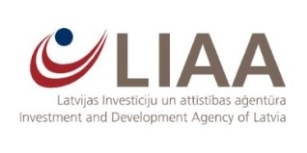 LIAA
Latvijas Investīciju un attīstības aģentūra
Investment and Development Agency of Latvia